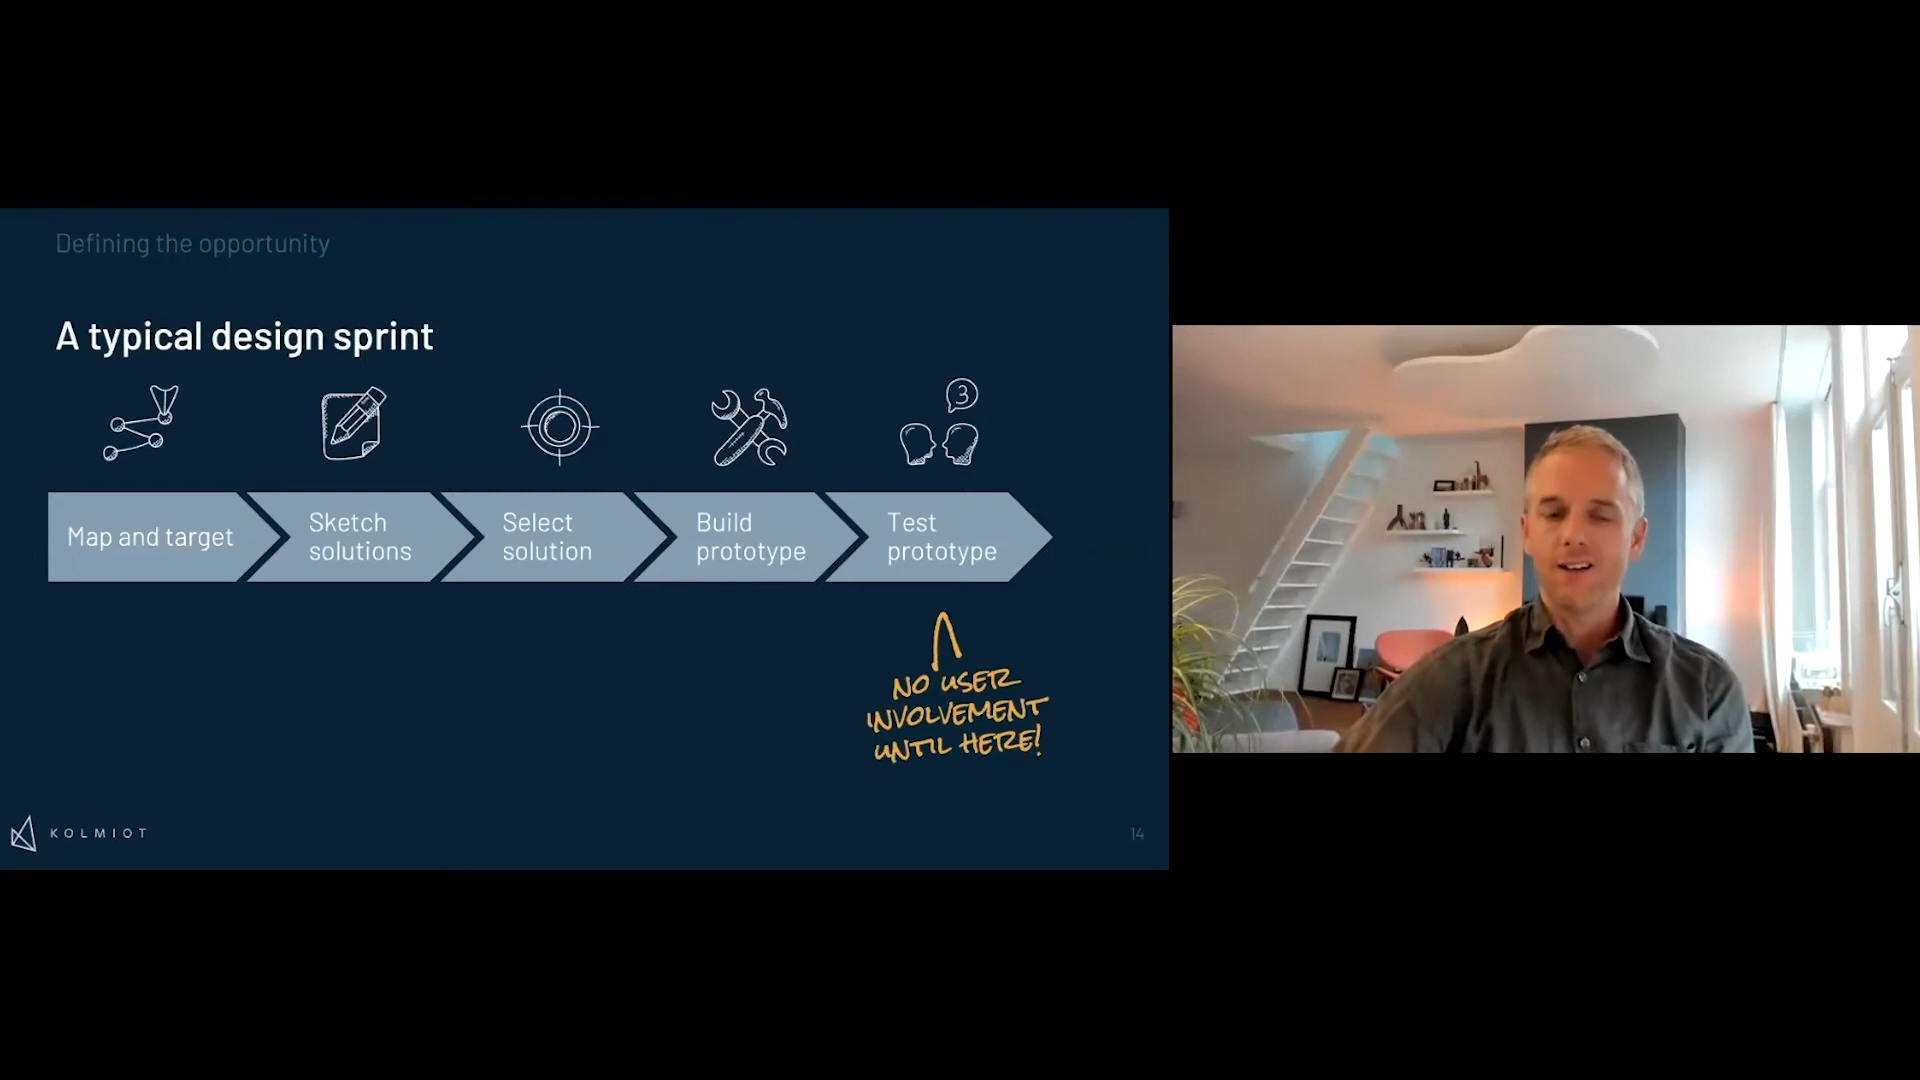 Defining the opportunity
A typical design sprint
3
Map and target
Sketch
solutions
Select
solution
Build
prototype
Test
prototype
NO USER
INVOLVEMENT
UNTIL HERE!
KOLMIOT
14